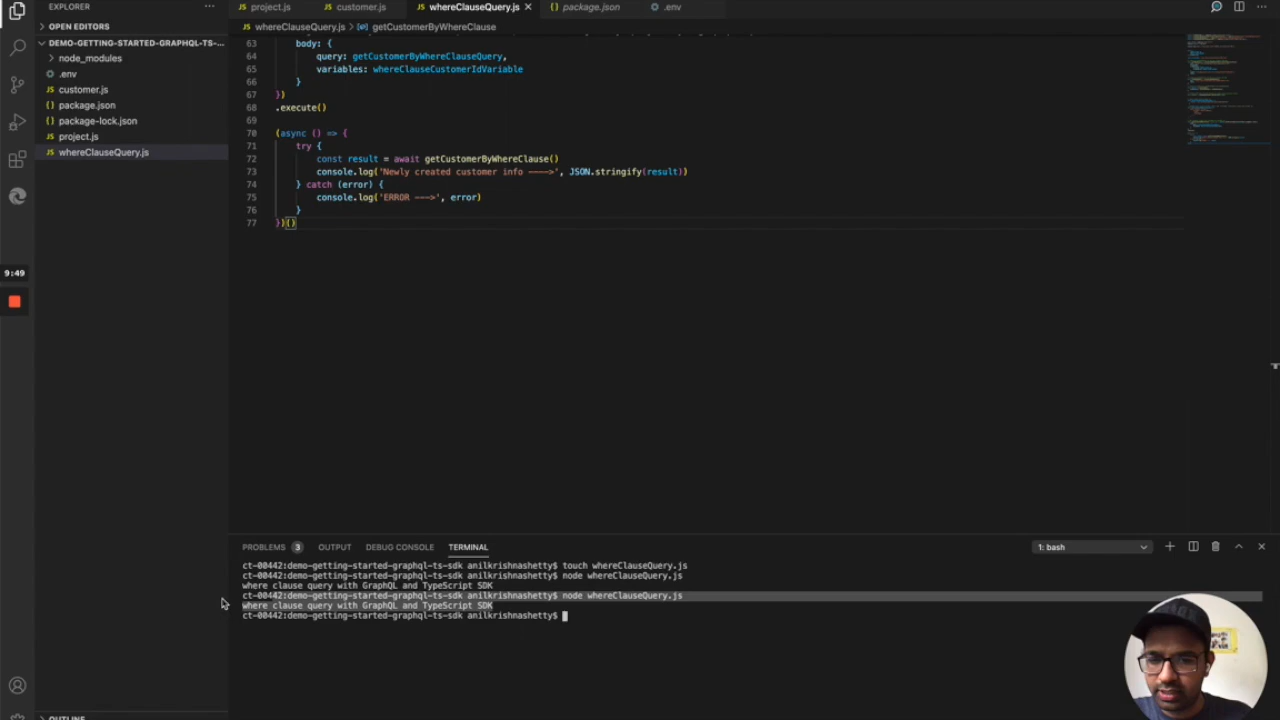 EXPLORER
OPEN EDITORS
DEMO-GETTING-STARTED-GRAPHQL-TS-...
node_modules
.env
customer.js
package.json
package-lock.json
project.js
whereClauseQuery.js
9:49
OUTLINE
project.js customer.js whereClauseQuery.js package.json .env
whereClauseQuery.js > getCustomerByWhereClause
63 body: {
64 query: getCustomerByWhereClauseQuery,
65 variables: whereClauseCustomerIdVariable
66 }
67 })
68 .execute()
69
70 (async () => {
71 try {
72 const result = await getCustomerByWhereClause()
73 console.log('Newly created customer info ---->', JSON.stringify(result))
74 } catch (error) {
75 console.log('ERROR --->', error)
76 }
77 })()
PROBLEMS 3 OUTPUT DEBUG CONSOLE TERMINAL 1: bash
ct-00442:demo-getting-started-graphql-ts-sdk anilkrishnashetty$ touch whereClauseQuery.js
ct-00442:demo-getting-started-graphql-ts-sdk anilkrishnashetty$ node whereClauseQuery.js
where clause query with GraphQL and TypeScript SDK
ct-00442:demo-getting-started-graphql-ts-sdk anilkrishnashetty$ node whereClauseQuery.js
where clause query with GraphQL and TypeScript SDK
ct-00442:demo-getting-started-graphql-ts-sdk anilkrishnashetty$